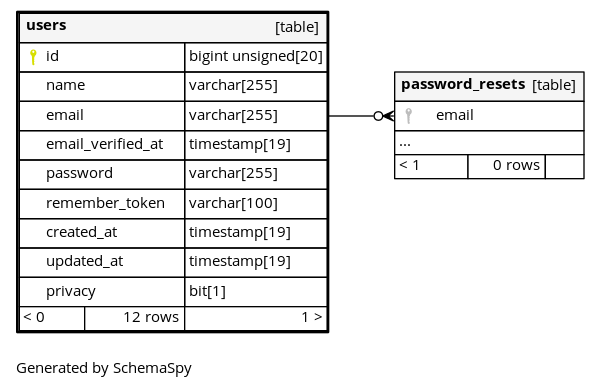 users [table]
id bigint unsigned[20]
name varchar[255]
email varchar[255]
email_verified_at timestamp[19]
password varchar[255]
remember_token varchar[100]
created_at timestamp[19]
updated_at timestamp[19]
privacy bit[1]
< 0 12 rows 1 >
password_resets [table]
email
...
< 1 0 rows
Generated by SchemaSpy